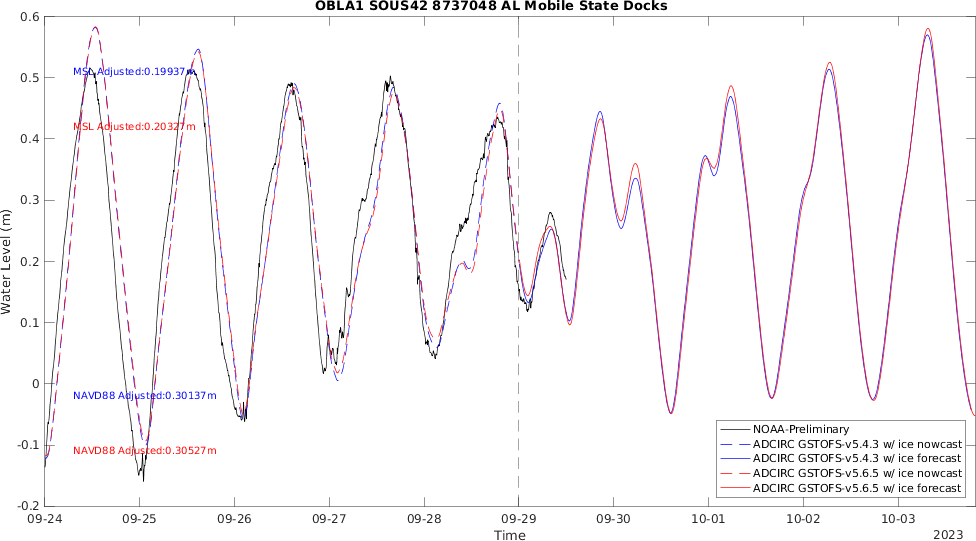 OBLA1 SOUS42 8737048 AL Mobile State Docks
0.6
0.5
0.4
0.3
0.2
0.1
0
-0.1
-0.2
Water Level (m)
MSL Adjusted:0.19937m
MSL Adjusted:0.20327m
NAVD88 Adjusted:0.30137m
NAVD88 Adjusted:0.30527m
NOAA-Preliminary
ADCIRC GSTOFS-v5.4.3 w/ ice nowcast
ADCIRC GSTOFS-v5.4.3 w/ ice forecast
ADCIRC GSTOFS-v5.6.5 w/ ice nowcast
ADCIRC GSTOFS-v5.6.5 w/ ice forecast
09-24 09-25 09-26 09-27 09-28 09-29 09-30 10-01 10-02 10-03
Time
2023